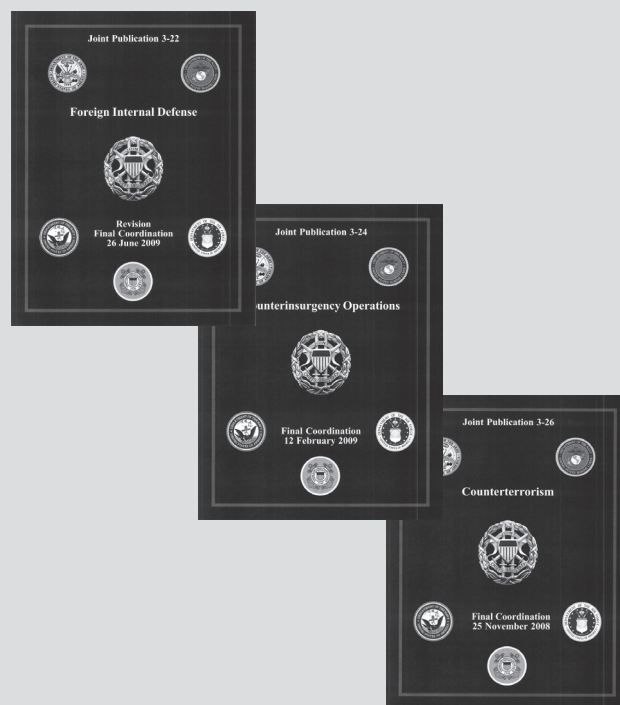 Joint Publication 3-22
Foreign Internal Defense
Revision
Final Coordination
26 June 2009
Joint Publication 3-24
unterinsurgency Operations
Final Coordination
12 February 2009
Joint Publication 3-26
Counterterrorism
Final Coordination
25 November 2008